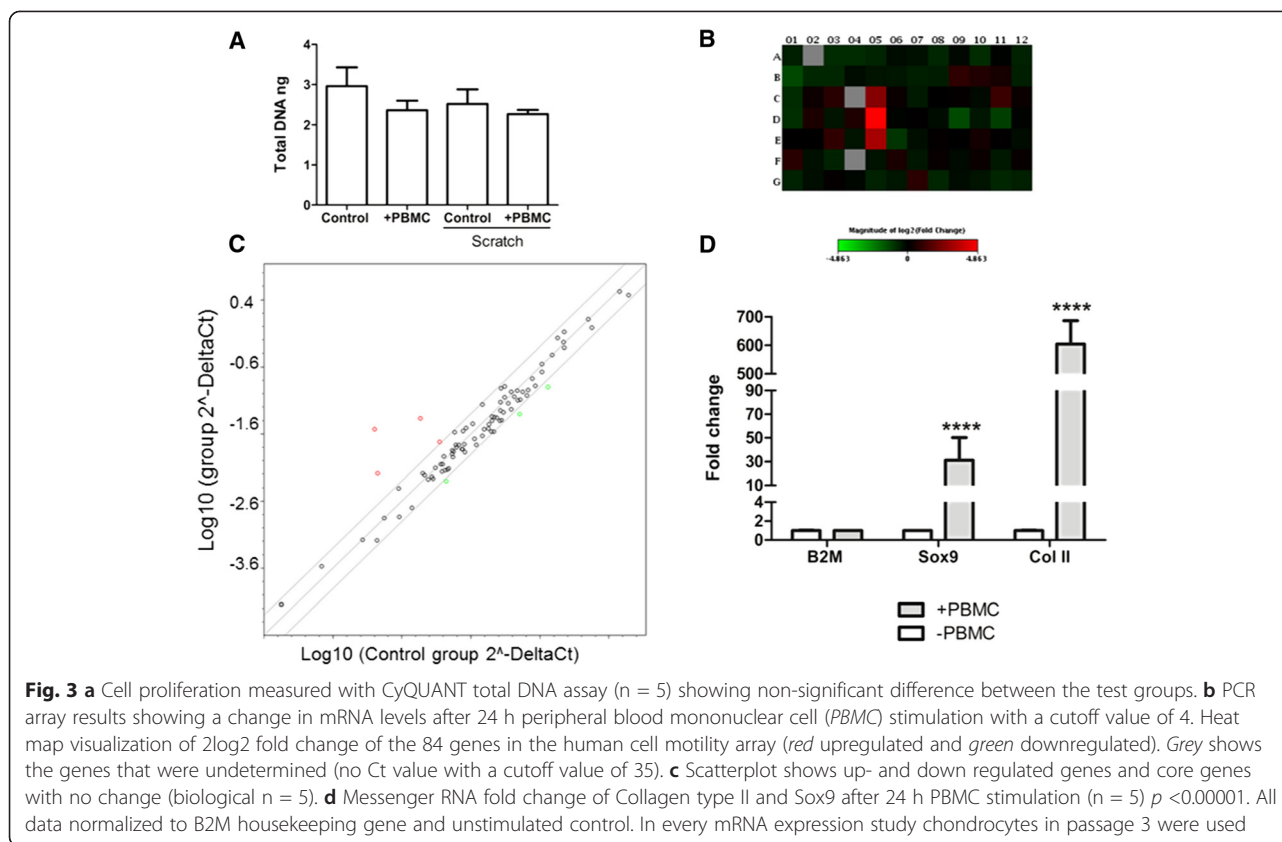 A
Total DNA ng
4
3
2
1
0
Control
+PBMC
Control
+PBMC
Scratch
B
01 02 03 04 05 06 07 08 09 10 11 12
A
B
C
D
E
F
G
Magnitude of log2(Fold Change)
-4.863 0 4.863
C
Log10 (group 2^-DeltaCt)
0.4
-0.6
-1.6
-2.6
-3.6
Log10 (Control group 2^-DeltaCt)
D
Fold change
700
600
500
90
70
50
30
10
4
2
0
****
****
B2M
Sox9
Col II
+PBMC
-PBMC
Fig. 3 a Cell proliferation measured with CyQUANT total DNA assay (n = 5) showing non-significant difference between the test groups. b PCR
array results showing a change in mRNA levels after 24 h peripheral blood mononuclear cell (PBMC) stimulation with a cutoff value of 4. Heat
map visualization of 2log2 fold change of the 84 genes in the human cell motility array (red upregulated and green downregulated). Grey shows
the genes that were undetermined (no Ct value with a cutoff value of 35). c Scatterplot shows up- and down regulated genes and core genes
with no change (biological n = 5). d Messenger RNA fold change of Collagen type II and Sox9 after 24 h PBMC stimulation (n = 5) p <0.00001. All
data normalized to B2M housekeeping gene and unstimulated control. In every mRNA expression study chondrocytes in passage 3 were used